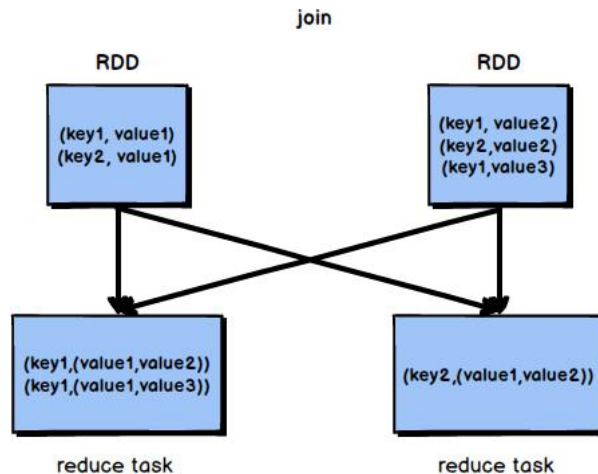 join
RDD
RDD
(key1, value1)
(key2, value1)
(key1, value2)
(key2,value2)
(key1,value3)
(key1,(value1,value2))
(key1,(value1,value3))
(key2,(value1,value2))
reduce task
reduce task